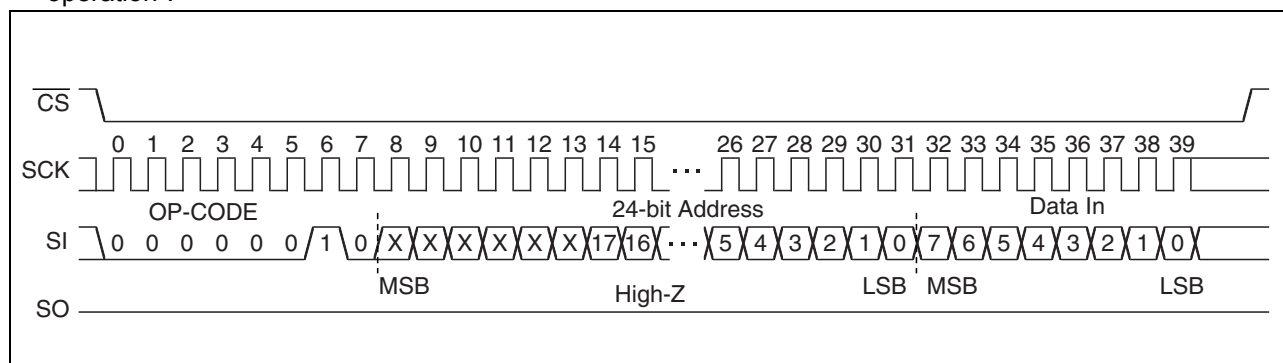 CS
0 1 2 3 4 5 6 7 8 9 10 11 12 13 14 15 26 27 28 29 30 31 32 33 34 35 36 37 38 39
SCK ···
OP-CODE 24-bit Address Data In
SI 0 0 0 0 0 0 1 0 X X X X X X 17 16 ··· 5 4 3 2 1 0 7 6 5 4 3 2 1 0
MSB High-Z LSB MSB LSB
SO